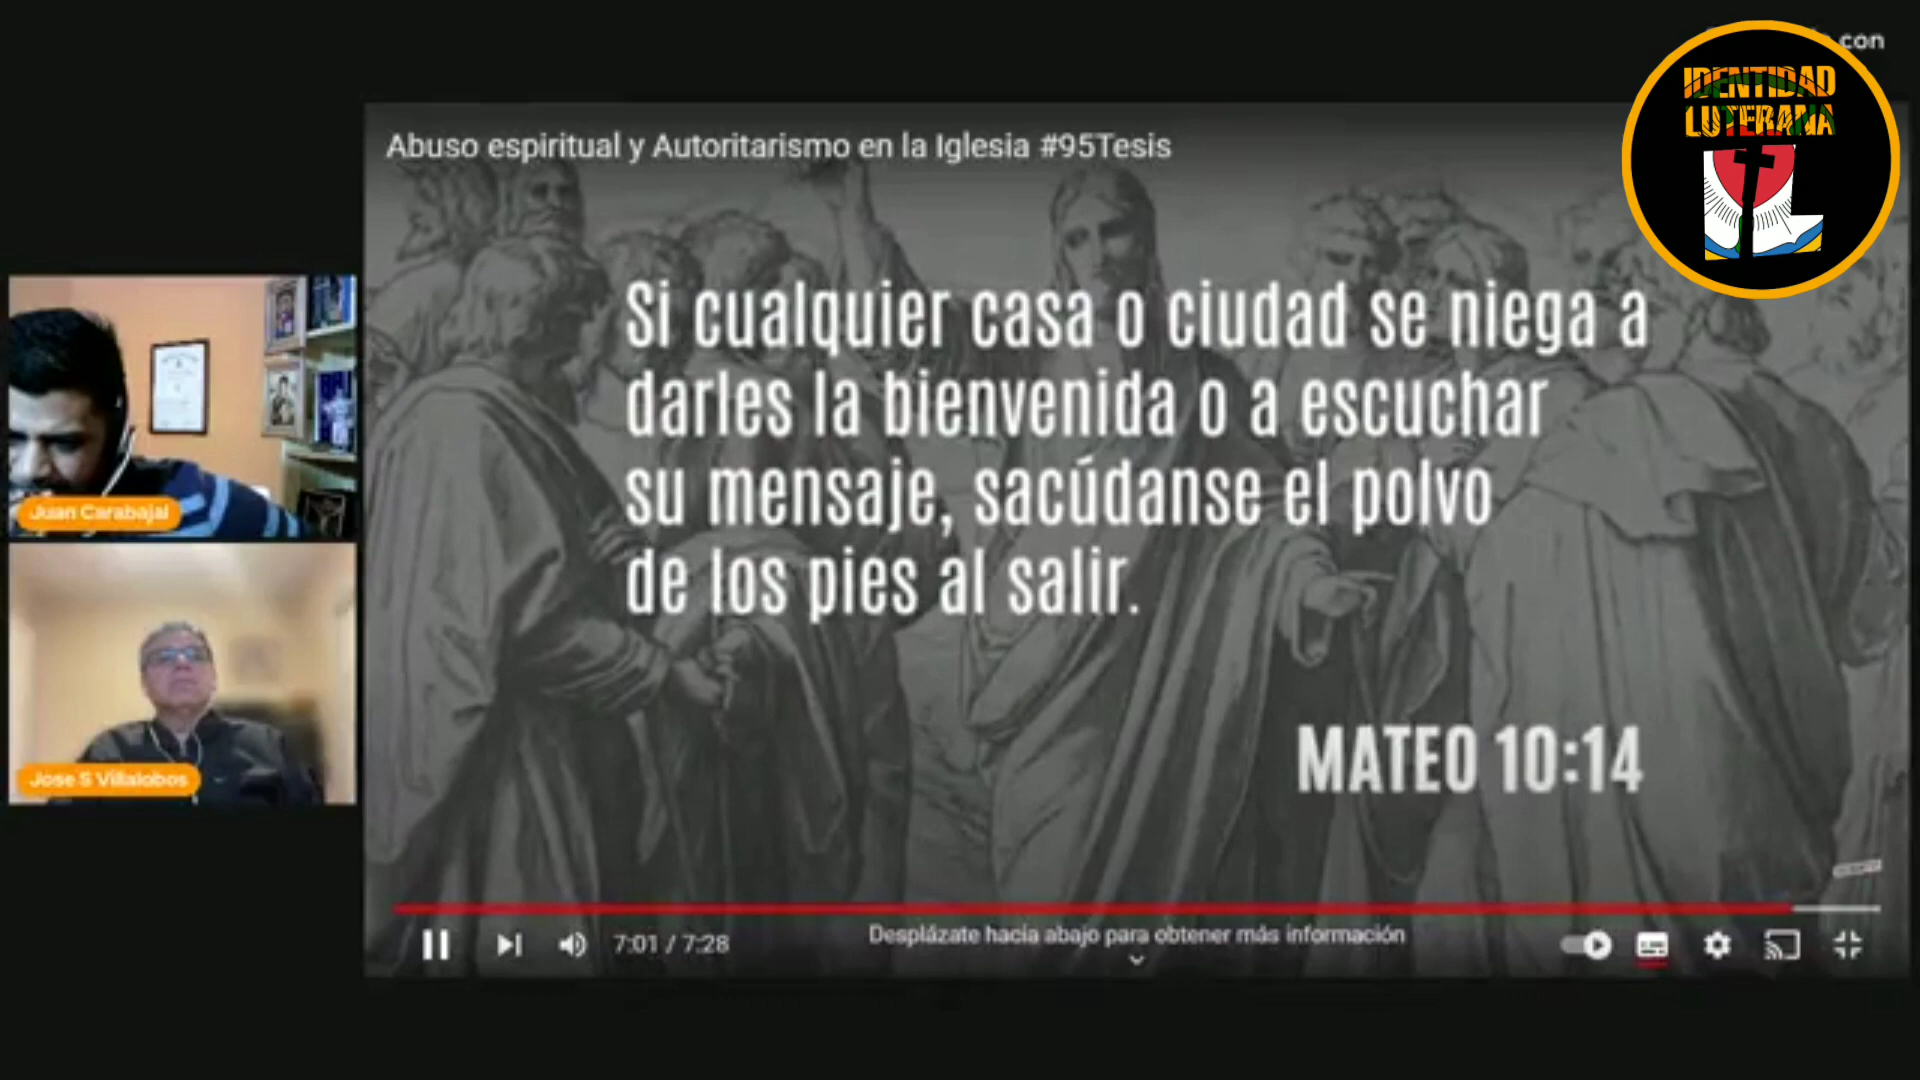 con
IDENTIDAD
LUTERANA
Abuso espiritual y Autoritarismo en la Iglesia #95Tesis
Si cualquier casa o ciudad se niega a
darles la bienvenida o a escuchar
su mensaje, sacúdanse el polvo
de los pies al salir.
MATEO 10:14
Juan Carabajal
Jose S Villalobos
7:01 / 7:28
Desplázate hacia abajo para obtener más información